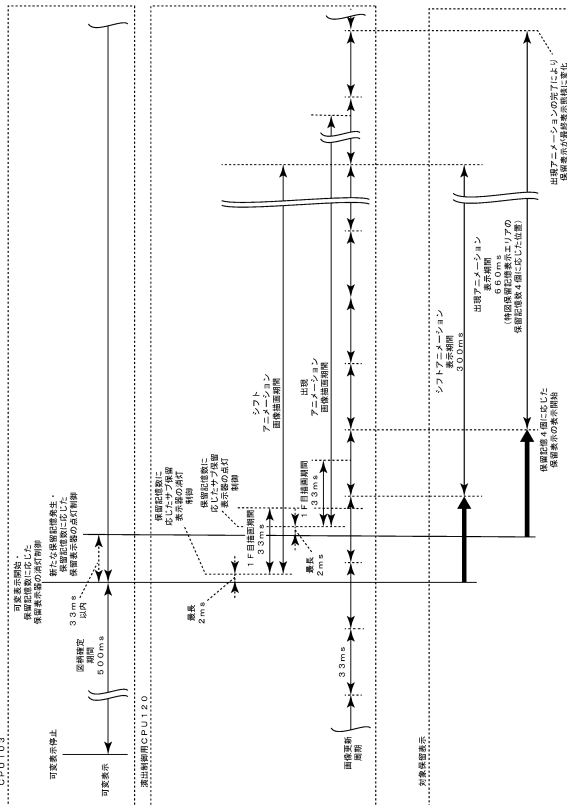 ＣＰＵ１０３
可変表示停止
可変表示
図柄確定
期間
５００ｍｓ
可変表示開始
保留記憶数に応じた
保留表示器の消灯制御
３３ｍｓ
以内
新たな保留記憶発生・
保留記憶数に応じた
保留表示器の点灯制御
演出制御用ＣＰＵ１２０
最長
２ｍｓ
保留記憶数に
応じたサブ保留
表示器の消灯
制御
保留記憶数に
応じたサブ保留
表示器の点灯
制御
１Ｆ目描画期間
３３ｍｓ
シフト
アニメーション
画像描画期間
最長
２ｍｓ
１Ｆ目描画期間
３３ｍｓ
出現
アニメーション
画像描画期間
画像更新
周期
３３ｍｓ
対象保留表示
シフトアニメーション
表示期間
３００ｍｓ
出現アニメーション
表示期間
６６０ｍｓ
（特図保留記憶表示エリアの
保留記憶数４個に応じた位置）
保留記憶４個に応じた
保留表示の表示開始
出現アニメーションの完了により
保留表示が最終表示態様に変化